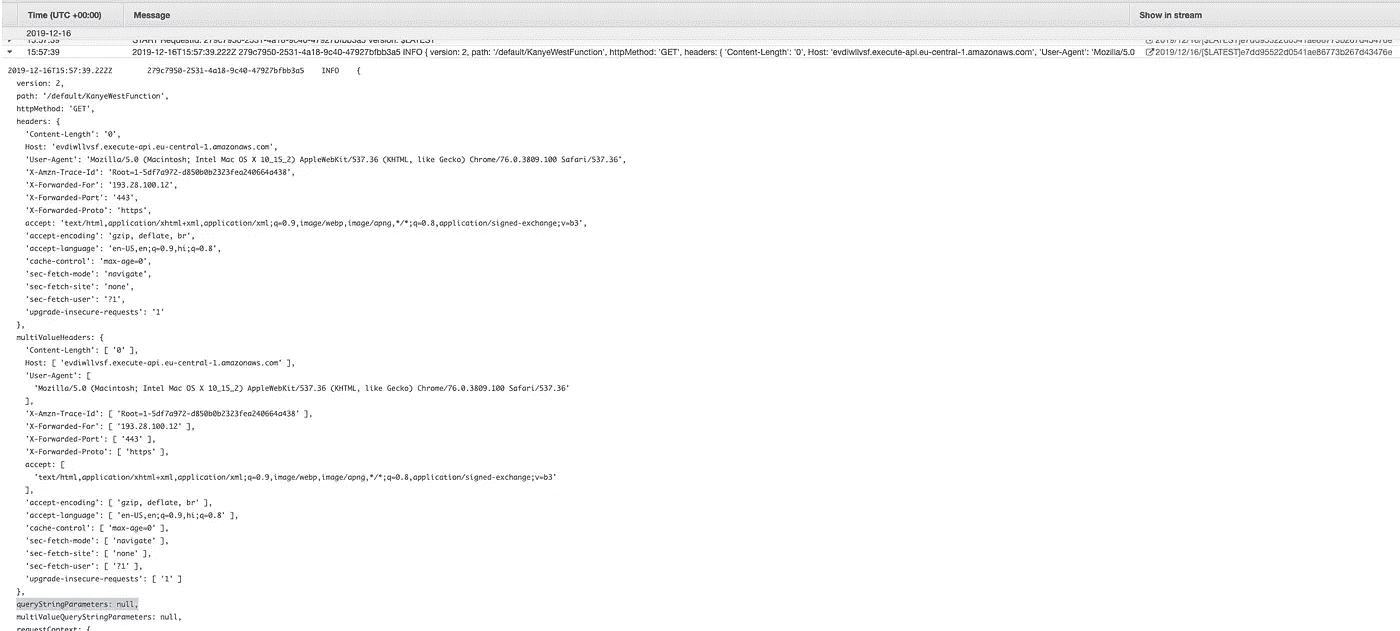 Time (UTC +00:00) Message Show in stream
2019-12-16
15:57:39 START RequestId: 279c7950-2531-4a18-9c40-47927bfbb3a5 Version: $LATEST 2019/12/16/[$LATEST]e7dd95522d0541ae86773b267d43476e
15:57:39 2019-12-16T15:57:39.222Z 279c7950-2531-4a18-9c40-47927bfbb3a5 INFO { version: 2, path: '/default/KanyeWestFunction', httpMethod: 'GET', headers: { 'Content-Length': '0', Host: 'evdiwllvsf.execute-api.eu-central-1.amazonaws.com', 'User-Agent': 'Mozilla/5.0 2019/12/16/[$LATEST]e7dd95522d0541ae86773b267d43476e
2019-12-16T15:57:39.222Z 279c7950-2531-4a18-9c40-47927bfbb3a5 INFO {
version: 2,
path: '/default/KanyeWestFunction',
httpMethod: 'GET',
headers: {
'Content-Length': '0',
Host: 'evdiwllvsf.execute-api.eu-central-1.amazonaws.com',
'User-Agent': 'Mozilla/5.0 (Macintosh; Intel Mac OS X 10_15_2) AppleWebKit/537.36 (KHTML, like Gecko) Chrome/76.0.3809.100 Safari/537.36',
'X-Amzn-Trace-Id': 'Root=1-5df7a972-d850b0b2323fea240664a438',
'X-Forwarded-For': '193.28.100.12',
'X-Forwarded-Port': '443',
'X-Forwarded-Proto': 'https',
accept: 'text/html,application/xhtml+xml,application/xml;q=0.9,image/webp,image/apng,*/*;q=0.8,application/signed-exchange;v=b3',
'accept-encoding': 'gzip, deflate, br',
'accept-language': 'en-US,en;q=0.9,hi;q=0.8',
'cache-control': 'max-age=0',
'sec-fetch-mode': 'navigate',
'sec-fetch-site': 'none',
'sec-fetch-user': '?1',
'upgrade-insecure-requests': '1'
},
multiValueHeaders: {
'Content-Length': [ '0' ],
Host: [ 'evdiwllvsf.execute-api.eu-central-1.amazonaws.com' ],
'User-Agent': [
'Mozilla/5.0 (Macintosh; Intel Mac OS X 10_15_2) AppleWebKit/537.36 (KHTML, like Gecko) Chrome/76.0.3809.100 Safari/537.36'
],
'X-Amzn-Trace-Id': [ 'Root=1-5df7a972-d850b0b2323fea240664a438' ],
'X-Forwarded-For': [ '193.28.100.12' ],
'X-Forwarded-Port': [ '443' ],
'X-Forwarded-Proto': [ 'https' ],
accept: [
'text/html,application/xhtml+xml,application/xml;q=0.9,image/webp,image/apng,*/*;q=0.8,application/signed-exchange;v=b3'
],
'accept-encoding': [ 'gzip, deflate, br' ],
'accept-language': [ 'en-US,en;q=0.9,hi;q=0.8' ],
'cache-control': [ 'max-age=0' ],
'sec-fetch-mode': [ 'navigate' ],
'sec-fetch-site': [ 'none' ],
'sec-fetch-user': [ '?1' ],
'upgrade-insecure-requests': [ '1' ]
},
queryStringParameters: null,
multiValueQueryStringParameters: null,
requestContext: {